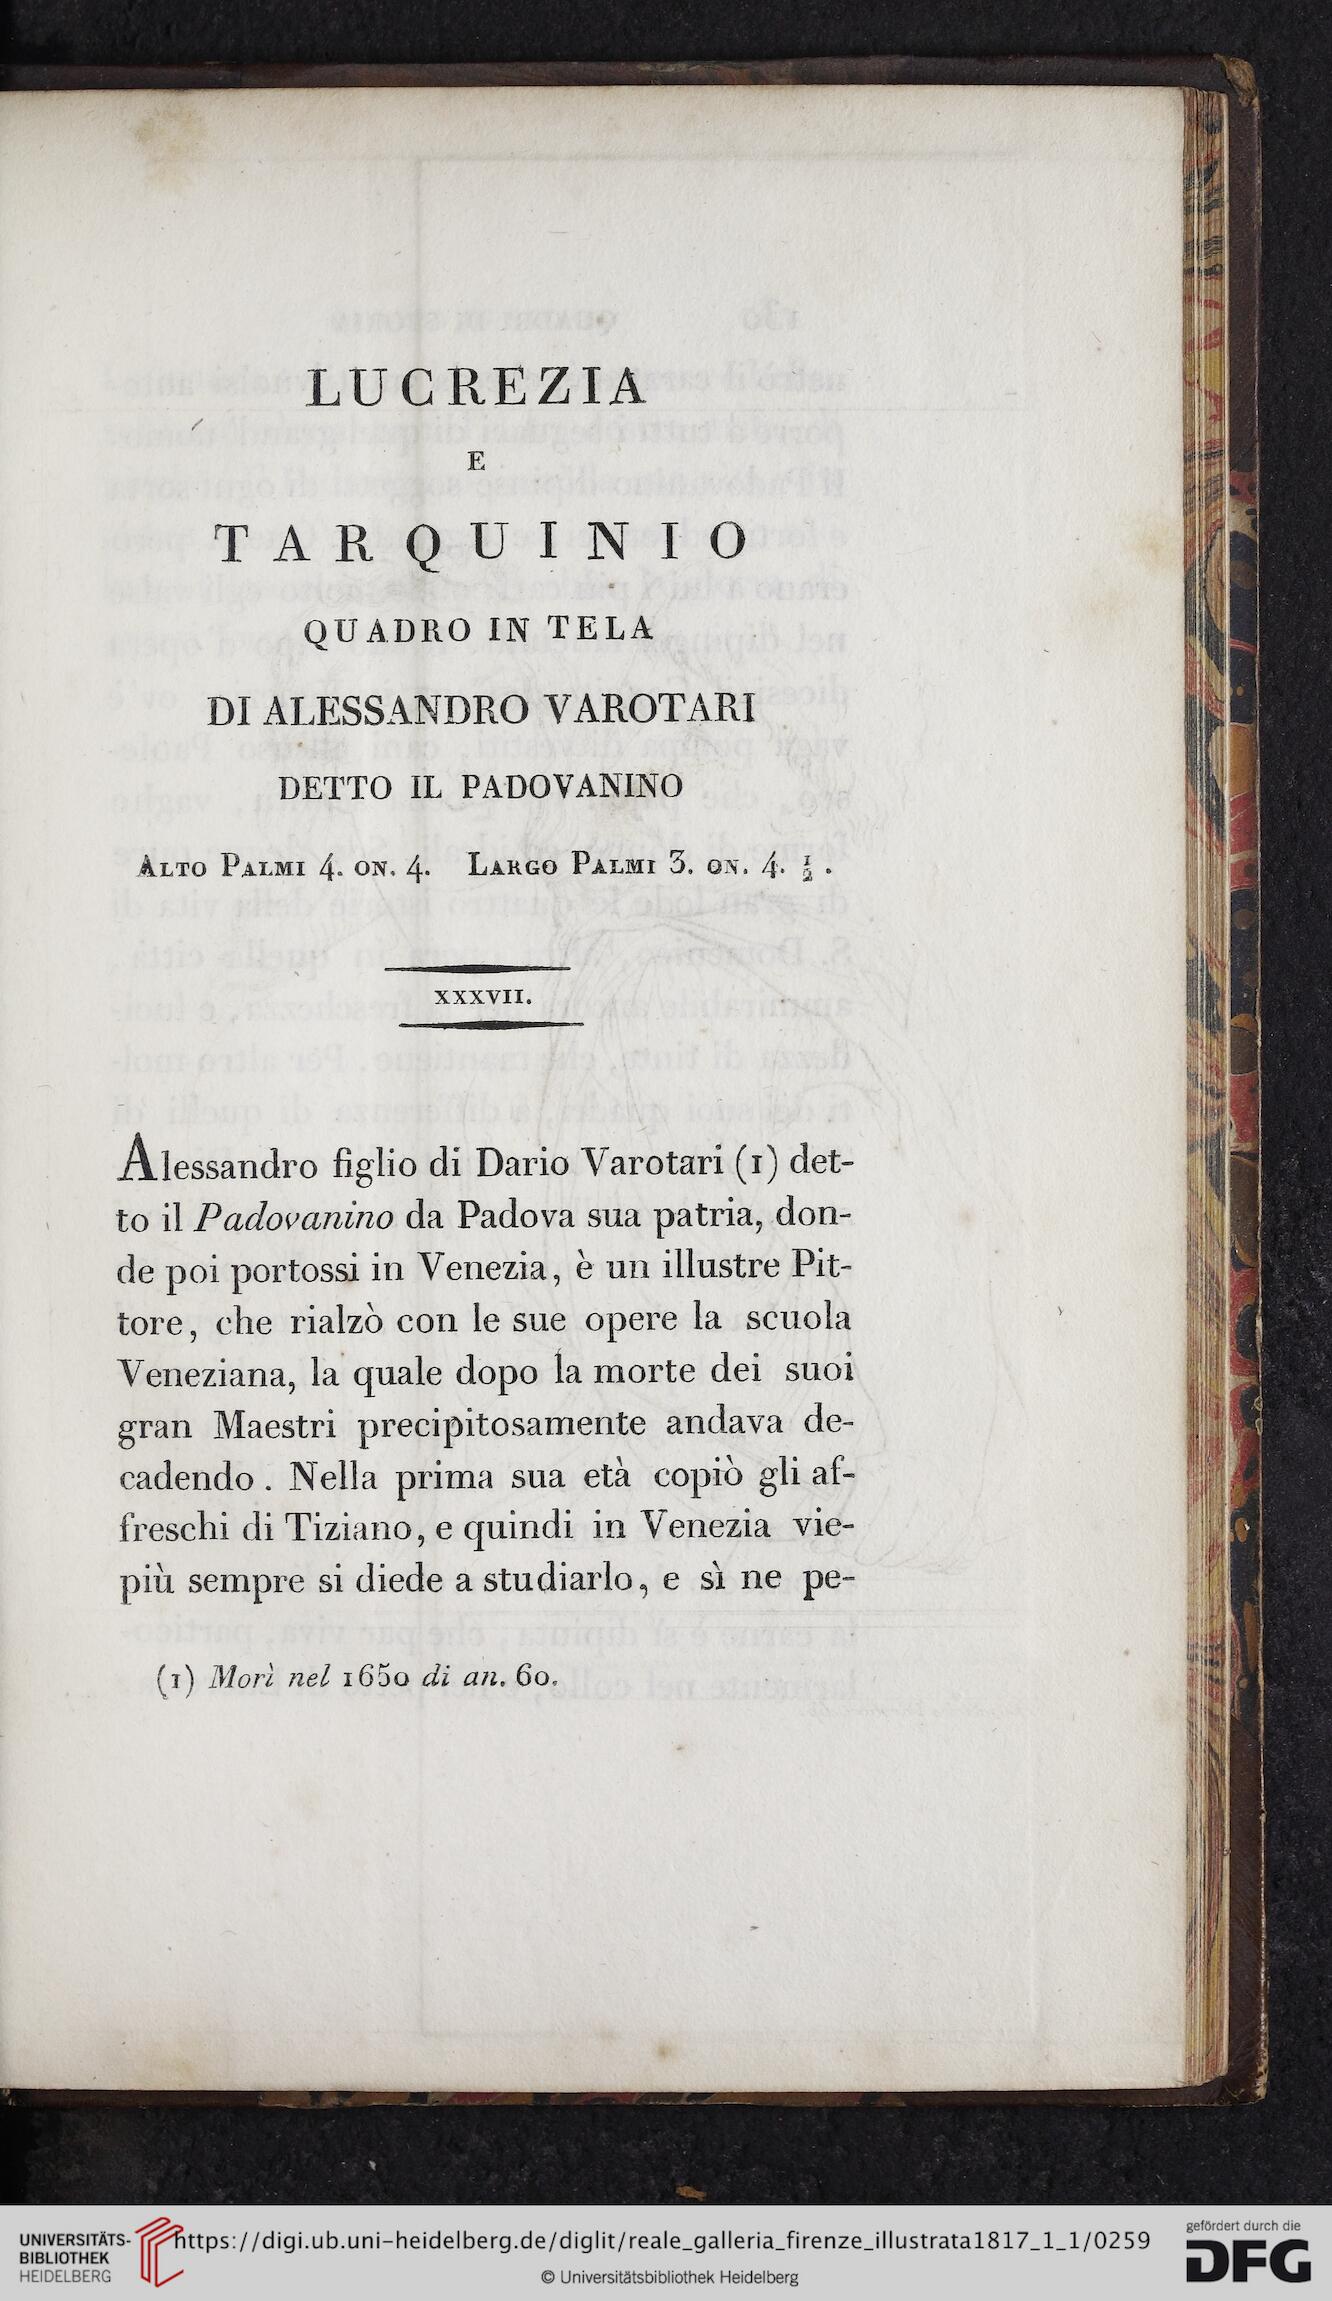 LUCREZIA
E
TARQUINIO
QUADRO IN TELA
DI ALESSANDRO VAROTARI
DETTO IL PADOVANINO
ALTO PALMI 4. ON. 4. LARGO PALMI 3. ON. 4. ½.
XXXVII.
Alessandro figlio di Dario Varotari (1) det-
to il Padovanino da Padova sua patria, don-
de poi portossi in Venezia, è un illustre Pit-
tore, che rialzò con le sue opere la scuola
Veneziana, la quale dopo la morte dei suoi
gran Maestri precipitosamente andava de-
cadendo. Nella prima sua età copiò gli af-
freschi di Tiziano, e quindi in Venezia vie-
più sempre si diede a studiarlo, e sì ne pe-
(1) Morì nel 1650 di an. 60.
UNIVERSITÄTS-
BIBLIOTHEK
HEIDELBERG
https://digi.ub.uni-heidelberg.de/diglit/reale_galleria_firenze_illustrata1817_1_1/0259
© Universitätsbibliothek Heidelberg
gefördert durch die
DFG